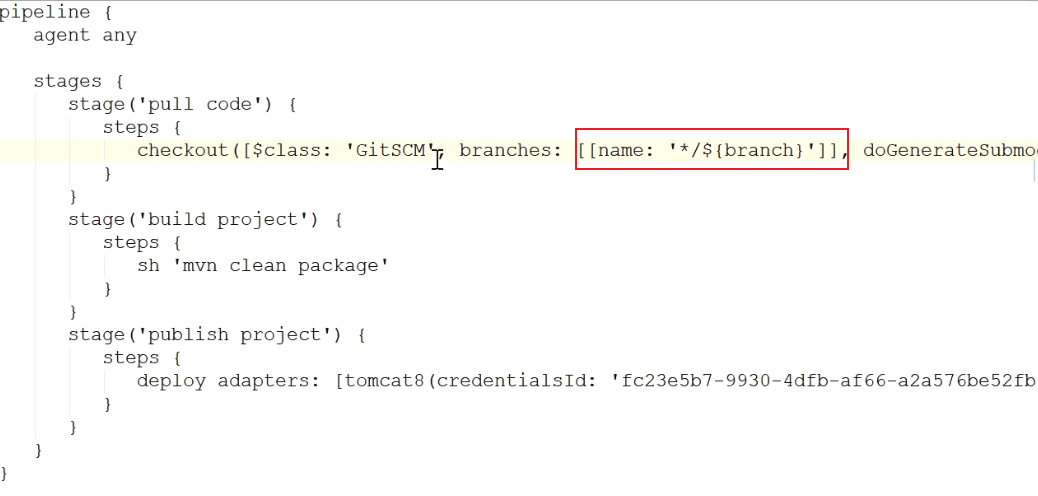 pipeline {
    agent any
    stages {
        stage('pull code') {
            steps {
                checkout([$class: 'GitSCM', branches: [[name: '*/${branch}']], doGenerateSubmo
            }
        }
        stage('build project') {
            steps {
                sh 'mvn clean package'
            }
        }
        stage('publish project') {
            steps {
                deploy adapters: [tomcat8(credentialsId: 'fc23e5b7-9930-4dfb-af66-a2a576be52fb
            }
        }
    }
}